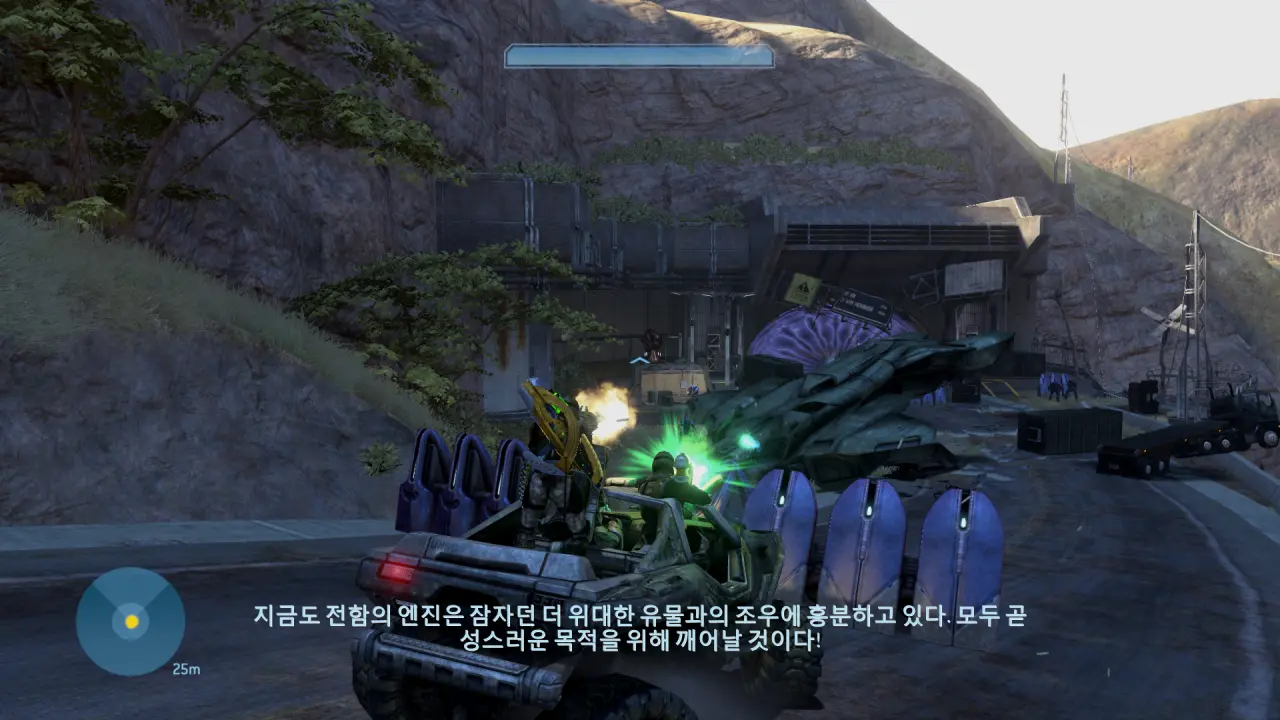 지금도 전함의 엔진은 잠자던 더 위대한 유물과의 조우에 흥분하고 있다. 모두 곧
성스러운 목적을 위해 깨어날 것이다!
25m